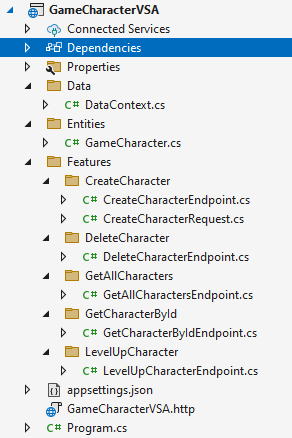 GameCharacterVSA
Connected Services
Dependencies
Properties
Data
C# DataContext.cs
Entities
C# GameCharacter.cs
Features
CreateCharacter
C# CreateCharacterEndpoint.cs
C# CreateCharacterRequest.cs
DeleteCharacter
C# DeleteCharacterEndpoint.cs
GetAllCharacters
C# GetAllCharactersEndpoint.cs
GetCharacterById
C# GetCharacterByIdEndpoint.cs
LevelUpCharacter
C# LevelUpCharacterEndpoint.cs
appsettings.json
GameCharacterVSA.http
C# Program.cs